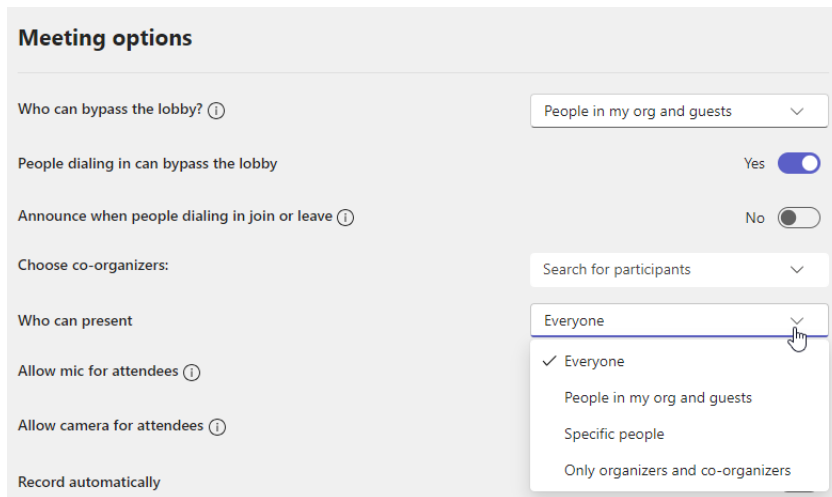 Meeting options
Who can bypass the lobby?
People in my org and guests
People dialing in can bypass the lobby
Yes
Announce when people dialing in join or leave
No
Choose co-organizers:
Search for participants
Who can present
Everyone
Everyone
Allow mic for attendees
People in my org and guests
Allow camera for attendees
Specific people
Only organizers and co-organizers
Record automatically